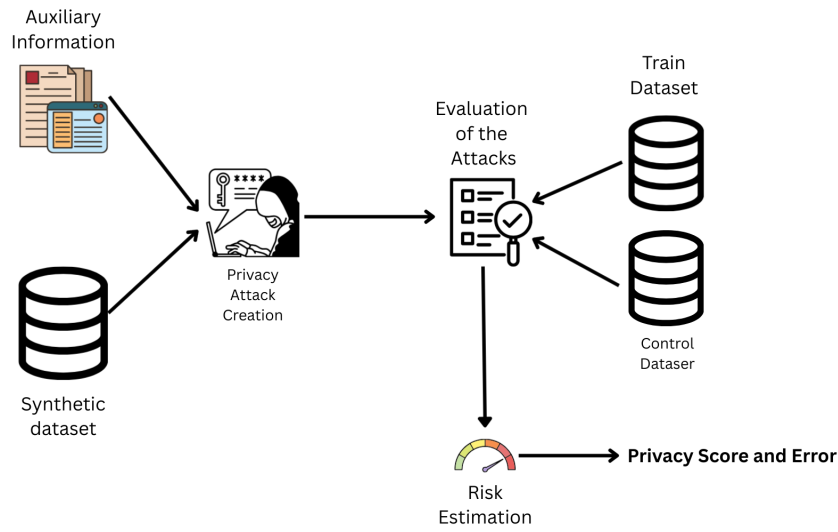 Auxiliary
Information
Train
Dataset
Evaluation
of the
Attacks
****
Privacy
Attack
Creation
Control
Dataser
Synthetic
dataset
Privacy Score and Error
Risk
Estimation